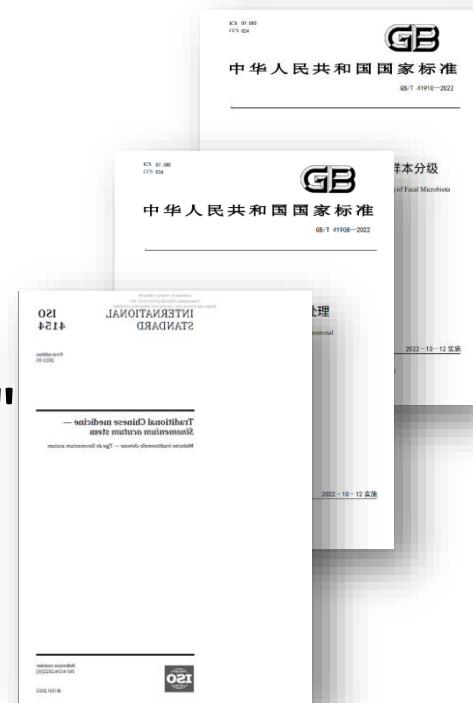 ICS 07.080
CCS C04
GB
中华人民共和国国家标准
GB/T 41910—2022
样本分级
of Fecal Microbiota
2022-10-12 实施
ICS 07.080
CCS C04
GB
中华人民共和国国家标准
GB/T 41908—2022
处理
material
2022-10-12 实施
"
INTERNATIONAL
STANDARD
ISO
4154
First edition
2022-05
Traditional Chinese medicine —
Sinomenium acutum stem
Médecine traditionnelle chinoise — Tige de Sinomenium acutum
ISO
Reference number
ISO 4154:2022(E)
© ISO 2022